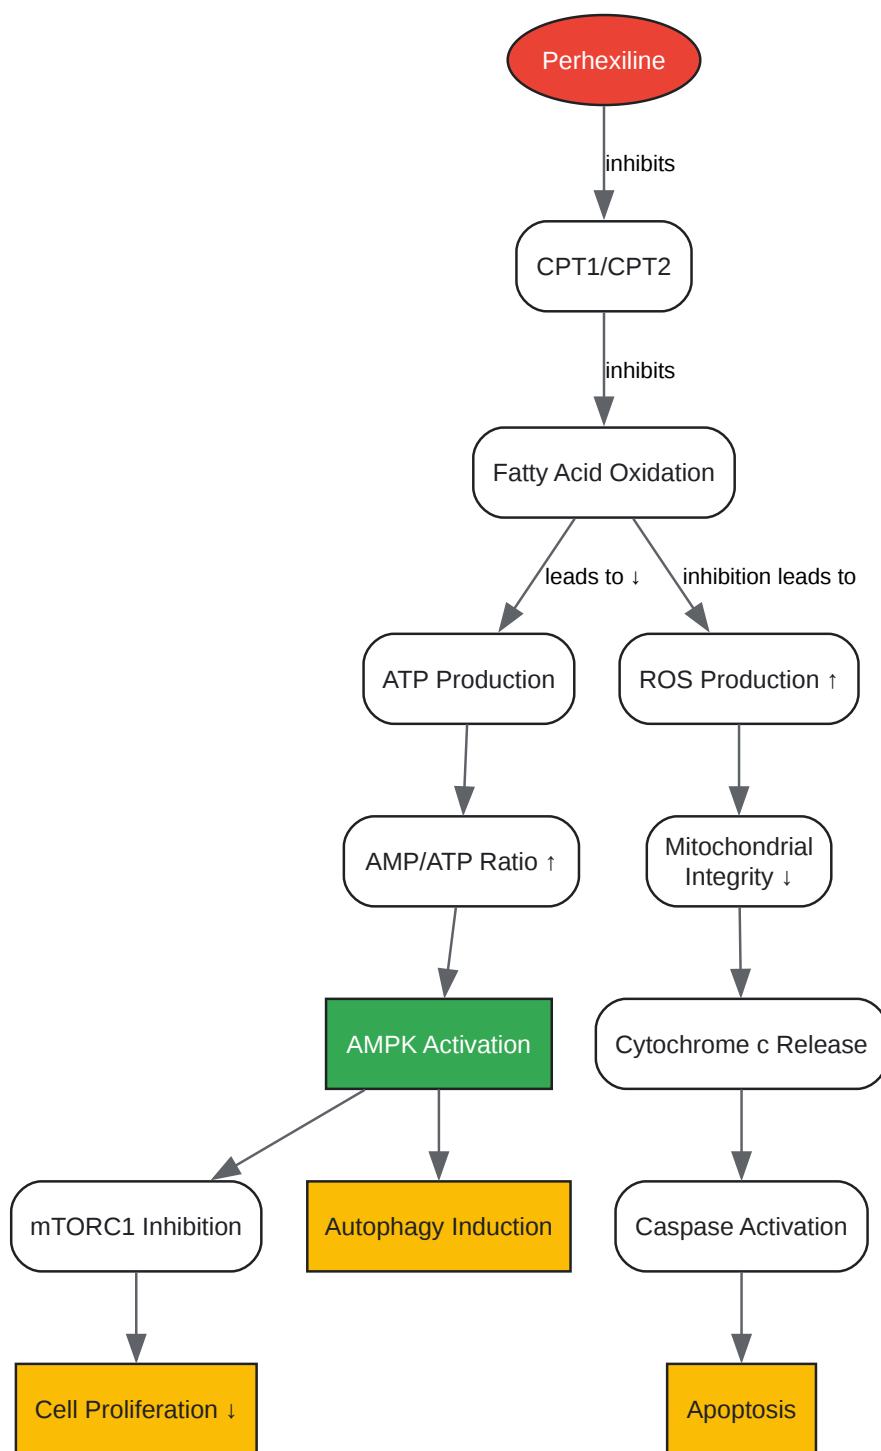 Perhexiline
inhibits
CPT1/CPT2
inhibits
Fatty Acid Oxidation
leads to ↓
inhibition leads to
ATP Production
ROS Production ↑
AMP/ATP Ratio ↑
Mitochondrial
Integrity ↓
AMPK Activation
Cytochrome c Release
mTORC1 Inhibition
Autophagy Induction
Caspase Activation
Cell Proliferation ↓
Apoptosis